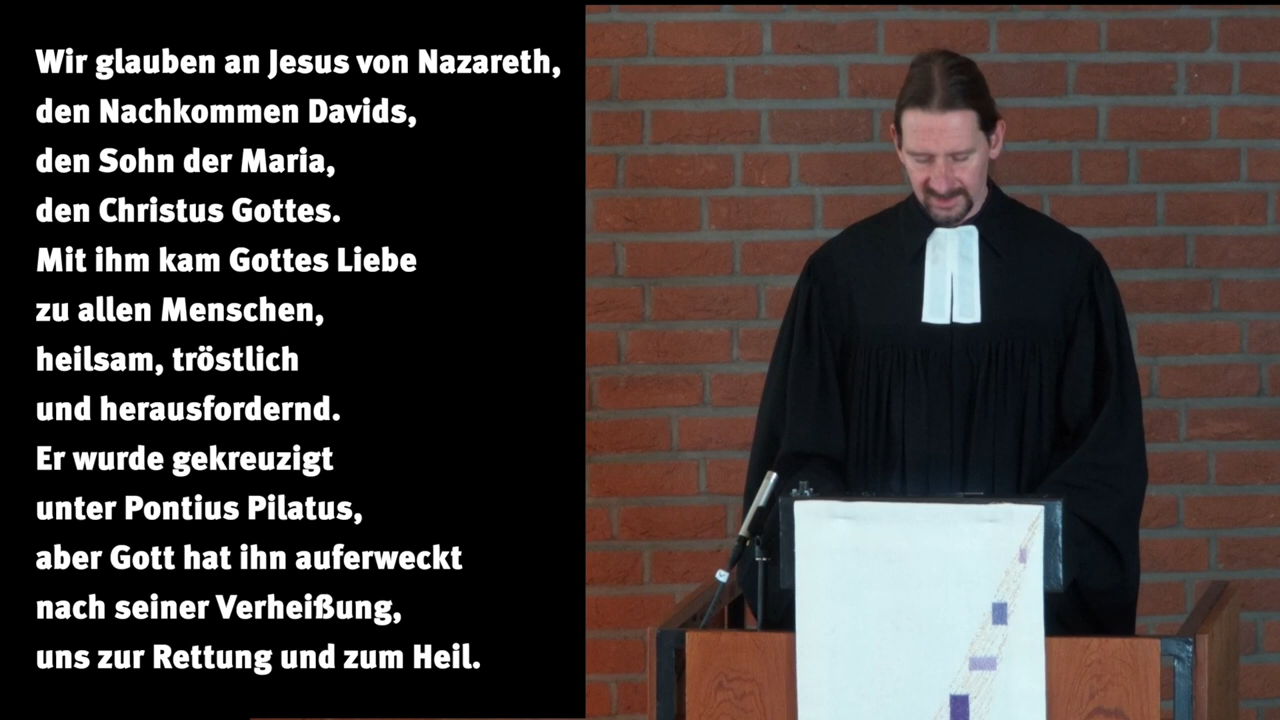 Wir glauben an Jesus von Nazareth,
den Nachkommen Davids,
den Sohn der Maria,
den Christus Gottes.
Mit ihm kam Gottes Liebe
zu allen Menschen,
heilsam, tröstlich
und herausfordernd.
Er wurde gekreuzigt
unter Pontius Pilatus,
aber Gott hat ihn auferweckt
nach seiner Verheißung,
uns zur Rettung und zum Heil.